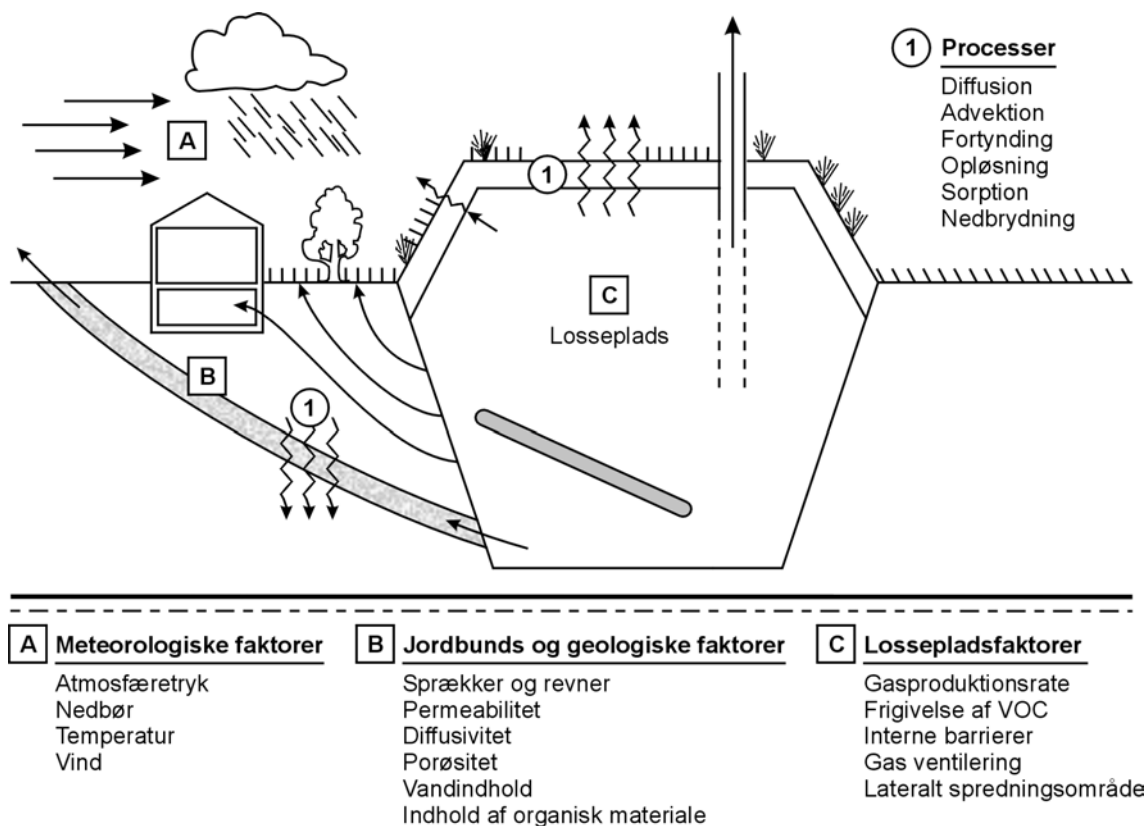 1 Processer
Diffusion
Advektion
Fortynding
Opløsning
Sorption
Nedbrydning
A
1
C
Losseplads
B
1
A Meteorologiske faktorer
Atmosfæretryk
Nedbør
Temperatur
Vind
B Jordbunds og geologiske faktorer
Sprækker og revner
Permeabilitet
Diffusivitet
Porøsitet
Vandindhold
Indhold af organisk materiale
C Lossepladsfaktorer
Gasproduktionsrate
Frigivelse af VOC
Interne barrierer
Gas ventilering
Lateralt spredningsområde